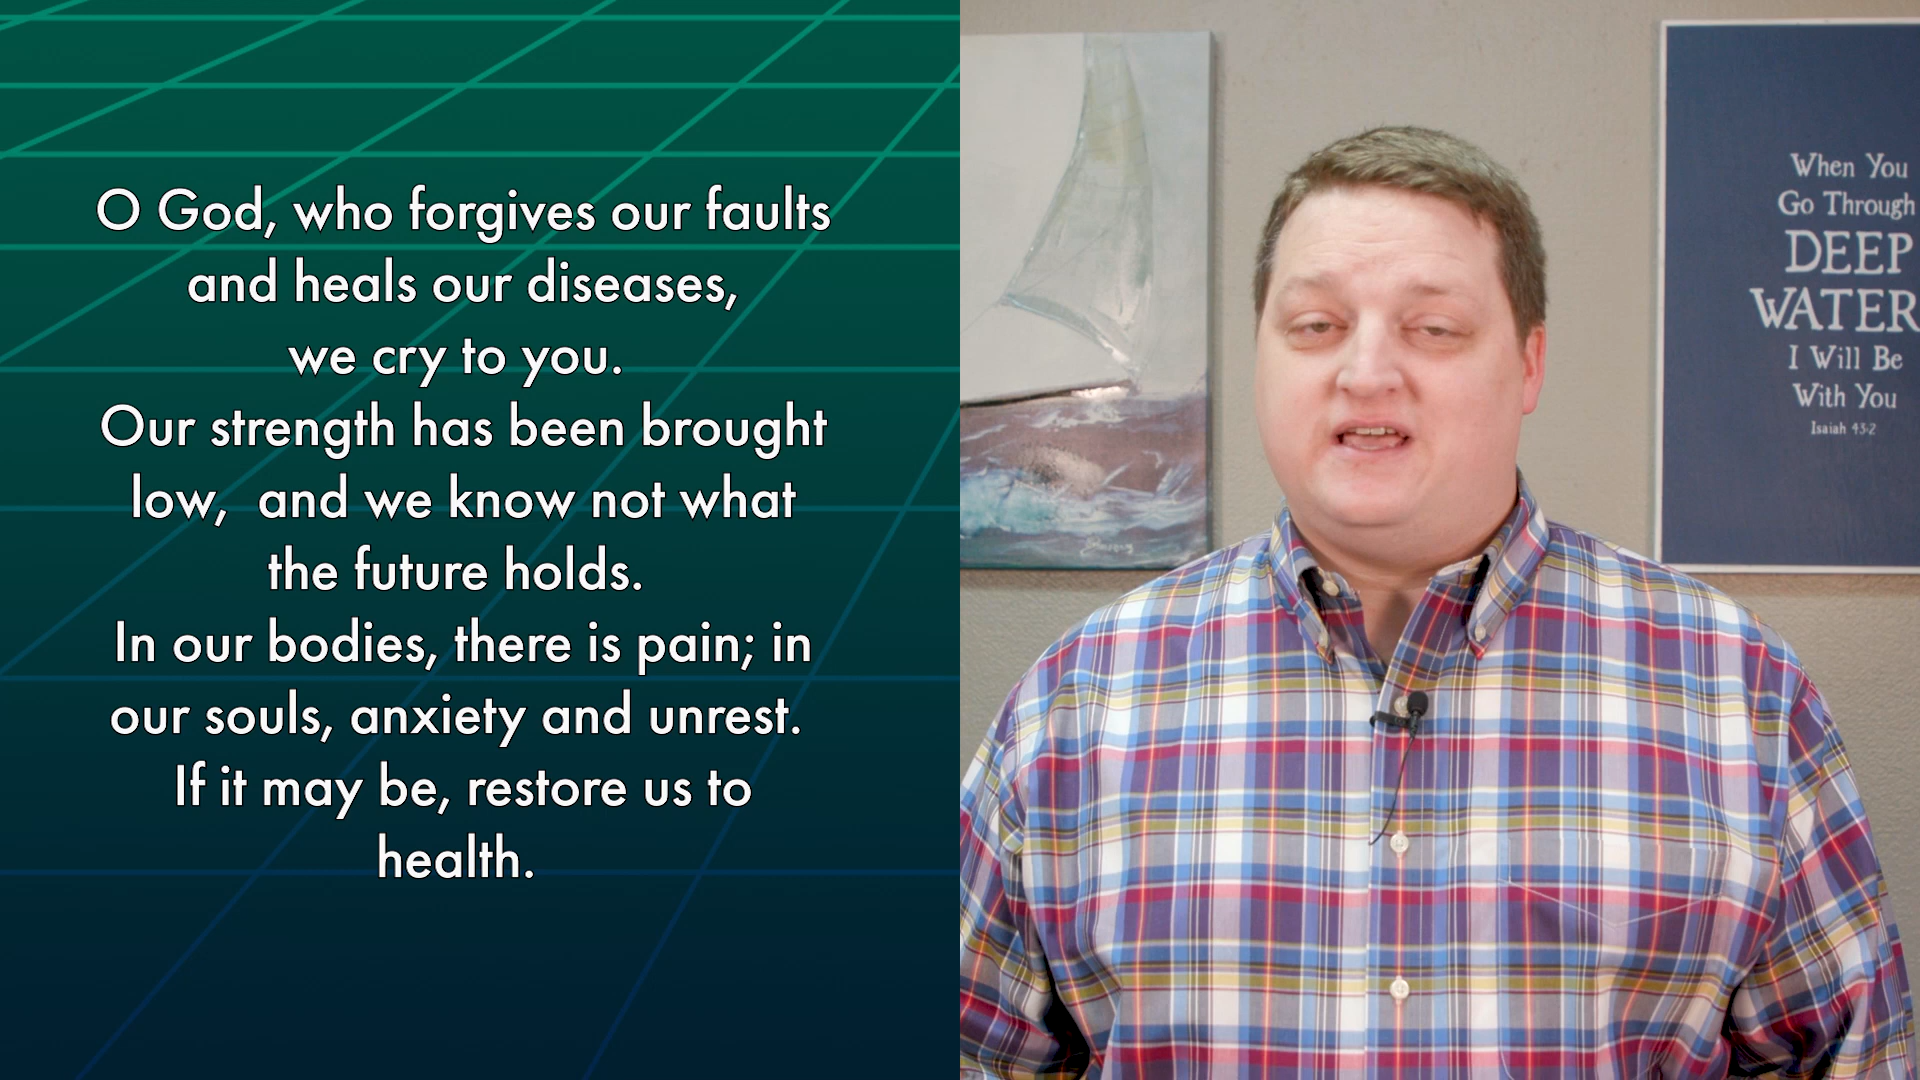 O God, who forgives our faults
and heals our diseases,
we cry to you.
Our strength has been brought
low,  and we know not what
the future holds.
In our bodies, there is pain; in
our souls, anxiety and unrest.
If it may be, restore us to
health.
When You
Go Through
DEEP
WATER
I Will Be
With You
Isaiah 43:2